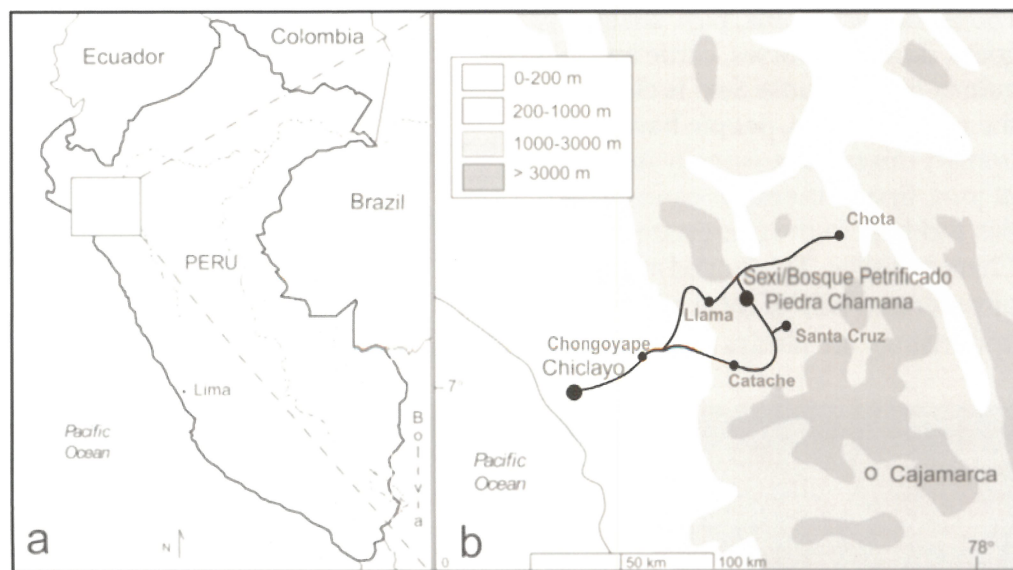 Ecuador
Colombia
Brazil
PERU
Lima
Pacific
Ocean
Bolivia
N
a
0-200 m
200-1000 m
1000-3000 m
> 3000 m
Chota
Sexi/Bosque Petrificado
Piedra Chamana
Llama
Santa Cruz
Chongoyape
Chiclayo
Catache
7°
Pacific
Ocean
Cajamarca
b
50 km
100 km
78°